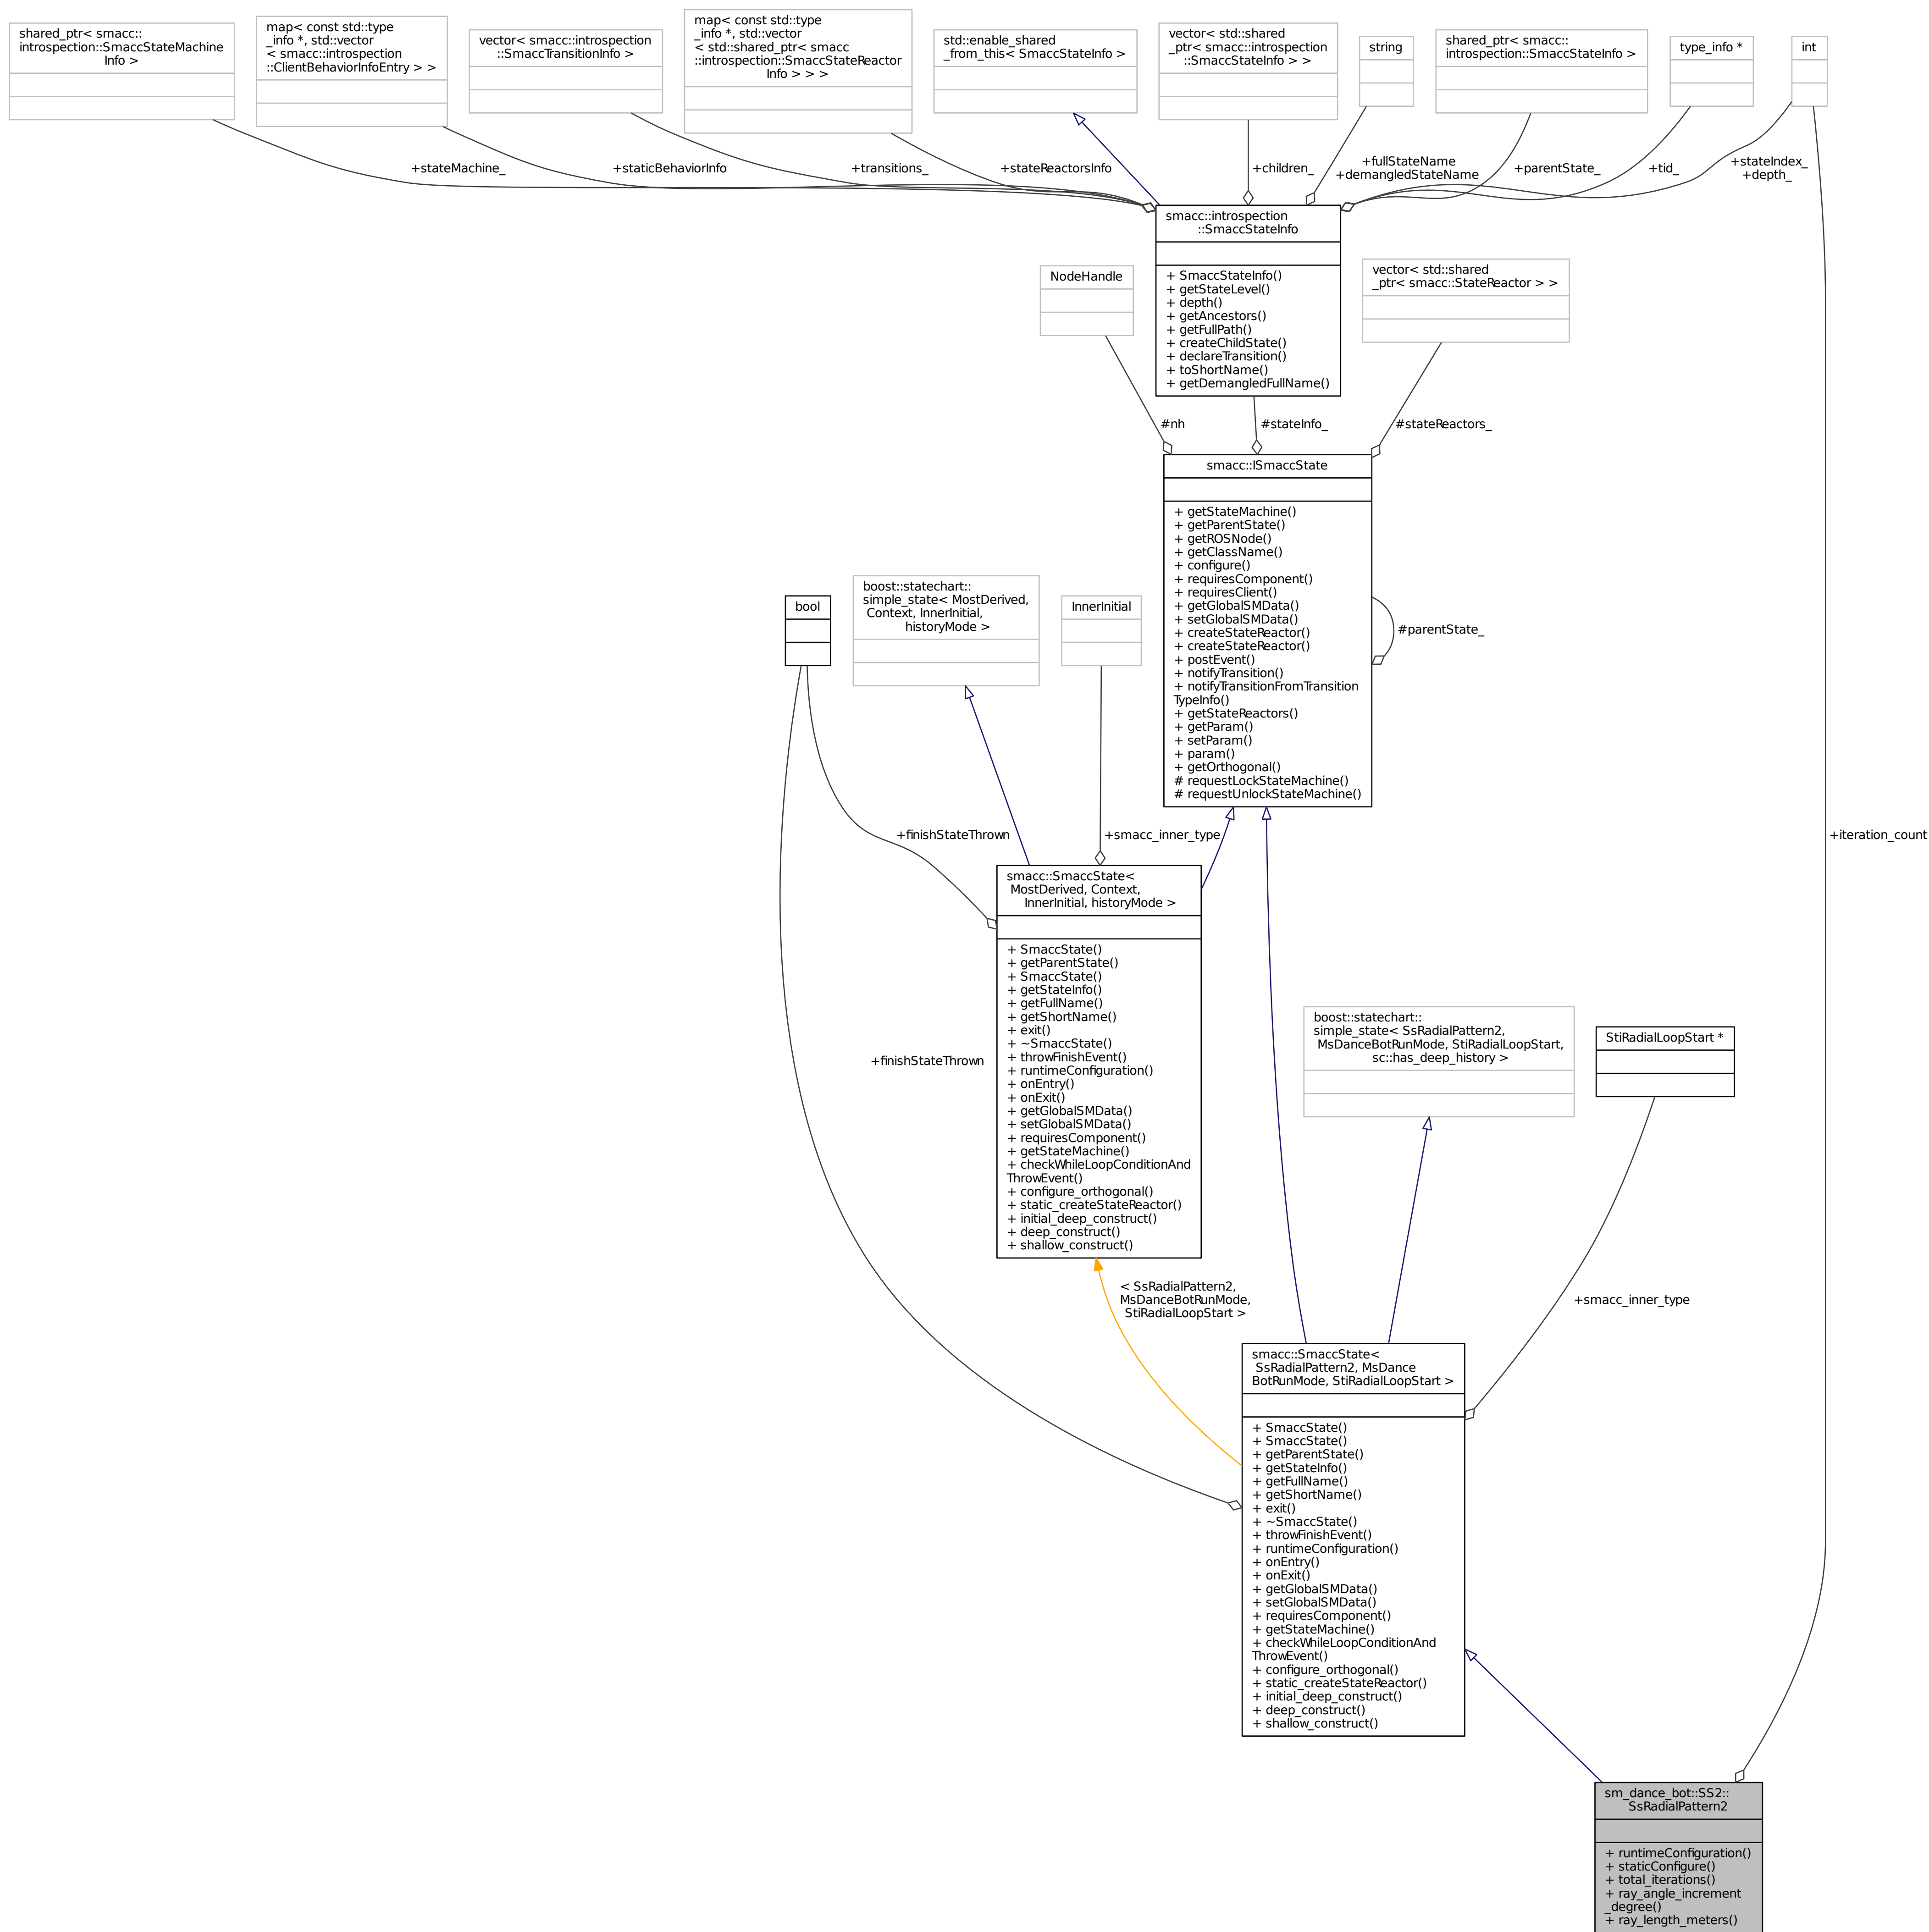 shared_ptr< smacc::
introspection::SmaccStateMachine
Info >
map< const std::type
_info *, std::vector
< smacc::introspection
::ClientBehaviorInfoEntry > >
vector< smacc::introspection
::SmaccTransitionInfo >
map< const std::type
_info *, std::vector
< std::shared_ptr< smacc
::introspection::SmaccStateReactor
Info > > >
std::enable_shared
_from_this< SmaccStateInfo >
vector< std::shared
_ptr< smacc::introspection
::SmaccStateInfo > >
string
shared_ptr< smacc::
introspection::SmaccStateInfo >
type_info *
int
+stateMachine_
+staticBehaviorInfo
+transitions_
+stateReactorsInfo
+children_
+fullStateName
+demangledStateName
+parentState_
+tid_
+stateIndex_
+depth_
smacc::introspection
::SmaccStateInfo
+ SmaccStateInfo()
+ getStateLevel()
+ depth()
+ getAncestors()
+ getFullPath()
+ createChildState()
+ declareTransition()
+ toShortName()
+ getDemangledFullName()
NodeHandle
vector< std::shared
_ptr< smacc::StateReactor > >
#nh
#stateInfo_
#stateReactors_
smacc::ISmaccState
+ getStateMachine()
+ getParentState()
+ getROSNode()
+ getClassName()
+ configure()
+ requiresComponent()
+ requiresClient()
+ getGlobalSMData()
+ setGlobalSMData()
+ createStateReactor()
+ createStateReactor()
+ postEvent()
+ notifyTransition()
+ notifyTransitionFromTransition
TypeInfo()
+ getStateReactors()
+ getParam()
+ setParam()
+ param()
+ getOrthogonal()
# requestLockStateMachine()
# requestUnlockStateMachine()
#parentState_
bool
boost::statechart::
simple_state< MostDerived,
Context, InnerInitial,
historyMode >
InnerInitial
+finishStateThrown
+smacc_inner_type
+iteration_count
smacc::SmaccState<
MostDerived, Context,
InnerInitial, historyMode >
+ SmaccState()
+ getParentState()
+ SmaccState()
+ getStateInfo()
+ getFullName()
+ getShortName()
+ exit()
+ ~SmaccState()
+ throwFinishEvent()
+ runtimeConfiguration()
+ onEntry()
+ onExit()
+ getGlobalSMData()
+ setGlobalSMData()
+ requiresComponent()
+ getStateMachine()
+ checkWhileLoopConditionAnd
ThrowEvent()
+ configure_orthogonal()
+ static_createStateReactor()
+ initial_deep_construct()
+ deep_construct()
+ shallow_construct()
+finishStateThrown
boost::statechart::
simple_state< SsRadialPattern2,
MsDanceBotRunMode, StiRadialLoopStart,
sc::has_deep_history >
StiRadialLoopStart *
< SsRadialPattern2,
MsDanceBotRunMode,
StiRadialLoopStart >
+smacc_inner_type
smacc::SmaccState<
SsRadialPattern2, MsDance
BotRunMode, StiRadialLoopStart >
+ SmaccState()
+ SmaccState()
+ getParentState()
+ getStateInfo()
+ getFullName()
+ getShortName()
+ exit()
+ ~SmaccState()
+ throwFinishEvent()
+ runtimeConfiguration()
+ onEntry()
+ onExit()
+ getGlobalSMData()
+ setGlobalSMData()
+ requiresComponent()
+ getStateMachine()
+ checkWhileLoopConditionAnd
ThrowEvent()
+ configure_orthogonal()
+ static_createStateReactor()
+ initial_deep_construct()
+ deep_construct()
+ shallow_construct()
sm_dance_bot::SS2::
SsRadialPattern2
+ runtimeConfiguration()
+ staticConfigure()
+ total_iterations()
+ ray_angle_increment
_degree()
+ ray_length_meters()